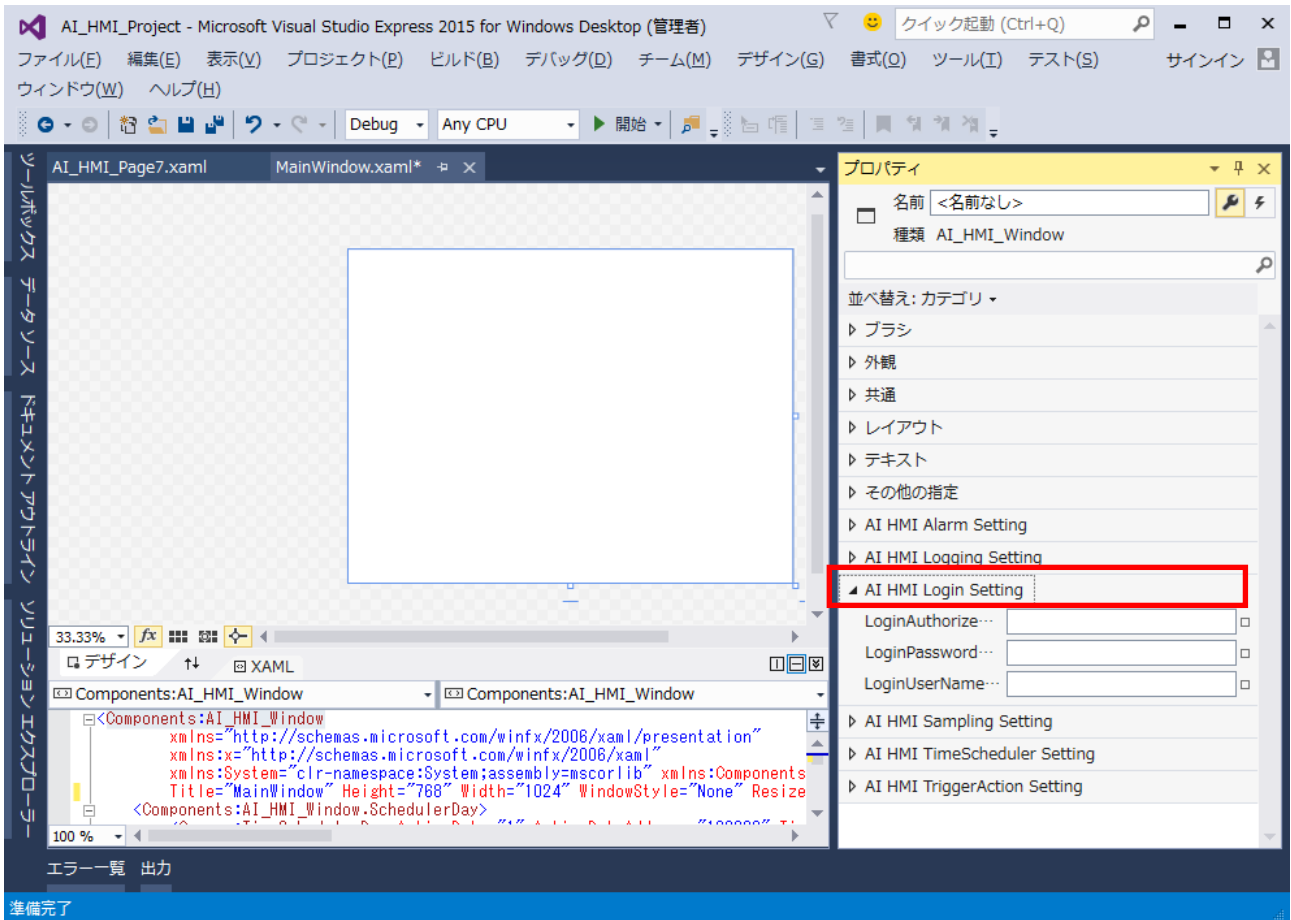 AI_HMI_Project - Microsoft Visual Studio Express 2015 for Windows Desktop (管理者)
クイック起動 (Ctrl+Q)
ファイル(F) 編集(E) 表示(V) プロジェクト(P) ビルド(B) デバッグ(D) チーム(M) デザイン(G) 書式(O) ツール(T) テスト(S) サインイン
ウィンドウ(W) ヘルプ(H)
Debug Any CPU 開始
ツールボックス
データ ソース
ドキュメント アウトライン
ソリューション エクスプローラー
AI_HMI_Page7.xaml MainWindow.xaml*
33.33% fx
デザイン XAML
Components:AI_HMI_Window Components:AI_HMI_Window
<Components:AI_HMI_Window
xmlns="http://schemas.microsoft.com/winfx/2006/xaml/presentation"
xmlns:x="http://schemas.microsoft.com/winfx/2006/xaml"
xmlns:System="clr-namespace:System;assembly=mscorlib" xmlns:Components
Title="MainWindow" Height="768" Width="1024" WindowStyle="None" Resize
<Components:AI_HMI_Window.SchedulerDay>
100 %
プロパティ
名前 <名前なし>
種類 AI_HMI_Window
並べ替え: カテゴリ
ブラシ
外観
共通
レイアウト
テキスト
その他の指定
AI HMI Alarm Setting
AI HMI Logging Setting
AI HMI Login Setting
LoginAuthorize…
LoginPassword…
LoginUserName…
AI HMI Sampling Setting
AI HMI TimeScheduler Setting
AI HMI TriggerAction Setting
エラー一覧 出力
準備完了